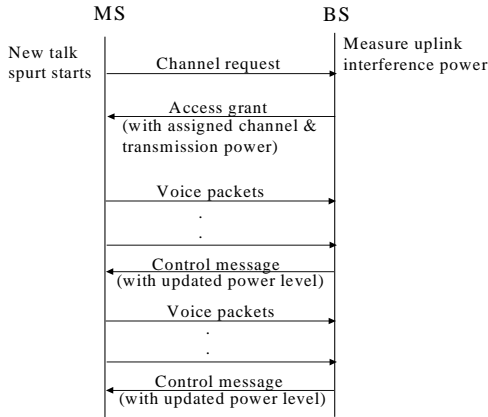 MS
BS
New talk
spurt starts
Channel request
Measure uplink
interference power
Access grant
(with assigned channel &
transmission power)
Voice packets
.
.
Control message
(with updated power level)
Voice packets
.
.
Control message
(with updated power level)